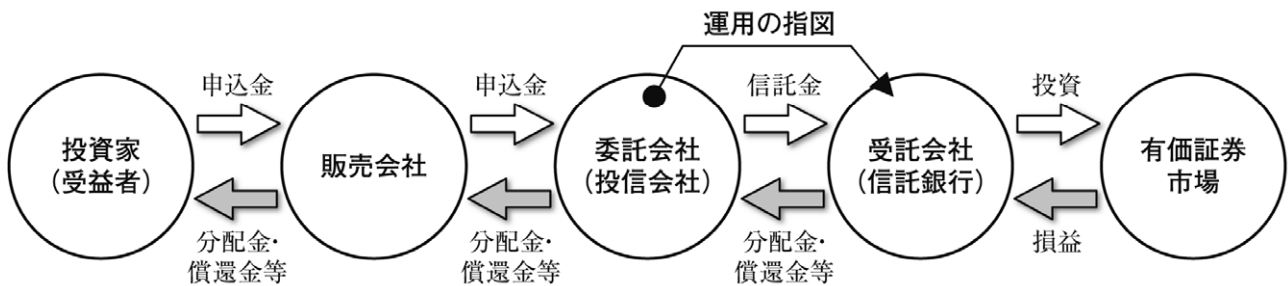 運用の指図
申込金
申込金
信託金
投資
投資家
(受益者)
販売会社
委託会社
(投信会社)
受託会社
(信託銀行)
有価証券
市場
分配金・
償還金等
分配金・
償還金等
分配金・
償還金等
損益